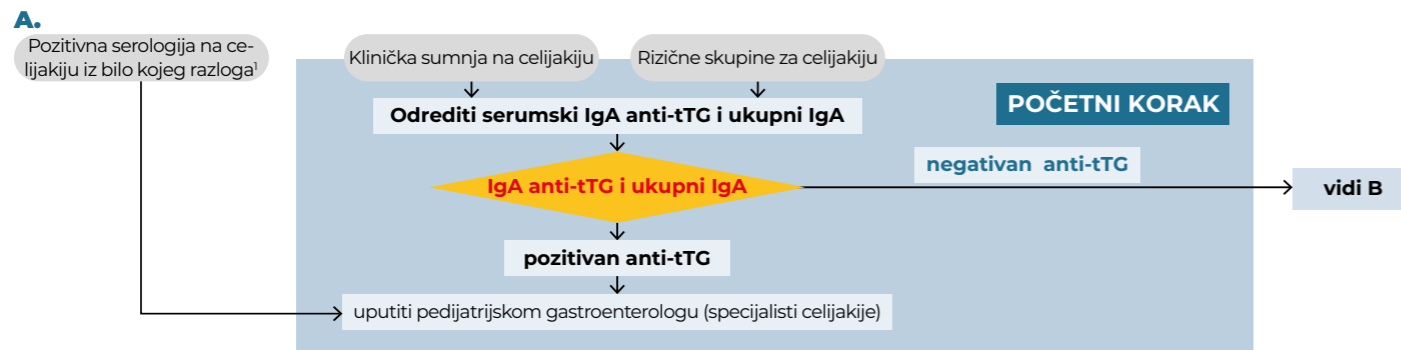 A.
Pozitivna serologija na ce-
lijakiju iz bilo kojeg razloga¹
Klinička sumnja na celijakiju
Rizične skupine za celijakiju
POČETNI KORAK
Odrediti serumski IgA anti-tTG i ukupni IgA
negativan anti-tTG
IgA anti-tTG i ukupni IgA
vidi B
pozitivan anti-tTG
uputiti pedijatrijskom gastroenterologu (specijalisti celijakije)